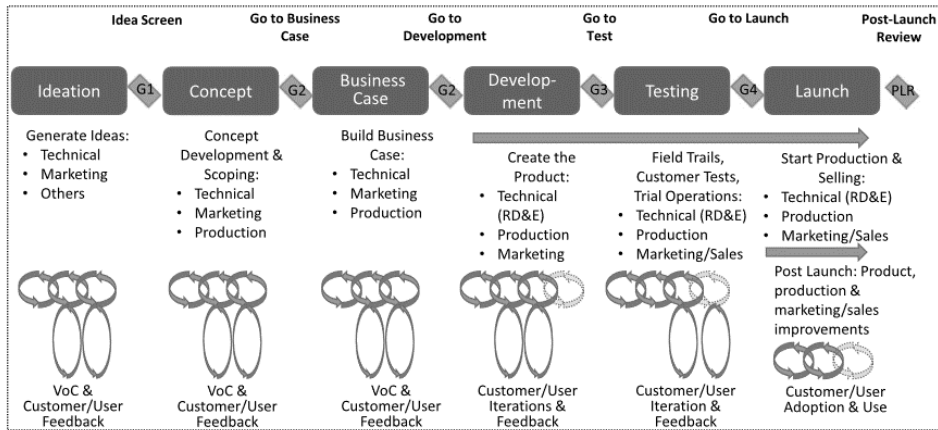 Idea Screen
Go to Business
Case
Go to
Development
Go to
Test
Go to Launch
Post-Launch
Review
Ideation
G1
Concept
G2
Business
Case
G2
Develop-
ment
G3
Testing
G4
Launch
PLR
Generate Ideas:
• Technical
• Marketing
• Others
Concept
Development &
Scoping:
• Technical
• Marketing
• Production
Build Business
Case:
• Technical
• Marketing
• Production
Create the
Product:
• Technical
(RD&E)
• Production
• Marketing
Field Trails,
Customer Tests,
Trial Operations:
• Technical (RD&E)
• Production
• Marketing/Sales
Start Production &
Selling:
• Technical (RD&E)
• Production
• Marketing/Sales
Post Launch: Product,
production &
marketing/sales
improvements
VoC &
Customer/User
Feedback
VoC &
Customer/User
Feedback
VoC &
Customer/User
Feedback
Customer/User
Iterations &
Feedback
Customer/User
Iteration &
Feedback
Customer/User
Adoption & Use